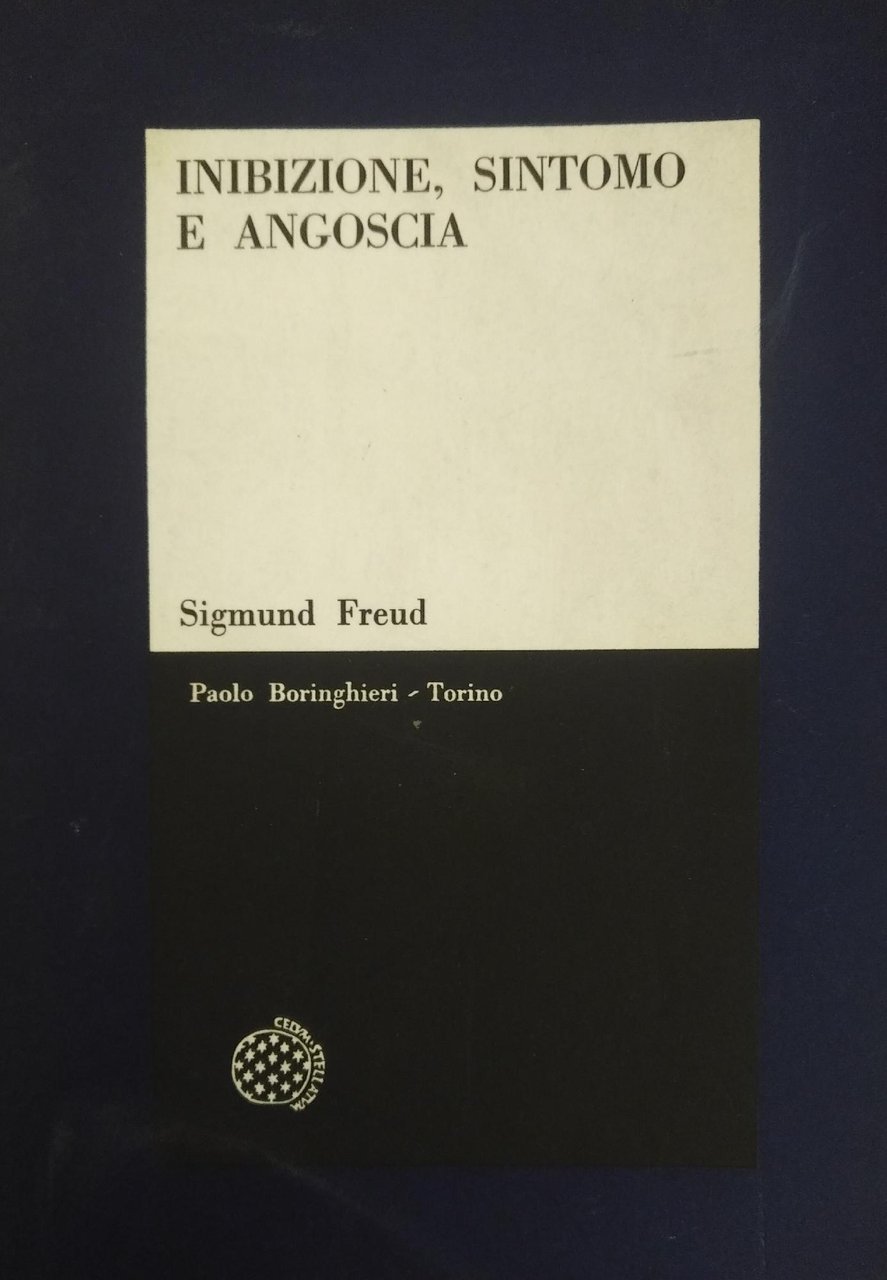 INIBIZIONE, SINTOMO
E ANGOSCIA
Sigmund Freud
Paolo Boringhieri - Torino
CELVM·STELLATVM